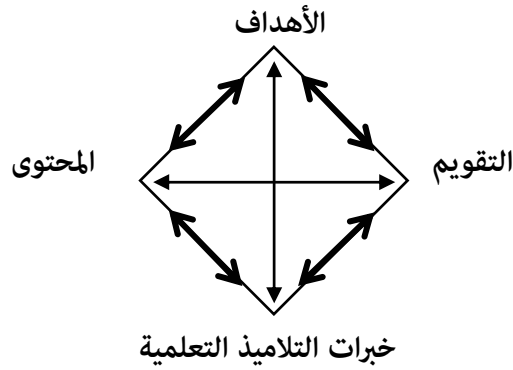 الأهداف
التقويم
المحتوى
خبرات التلاميذ التعلمية